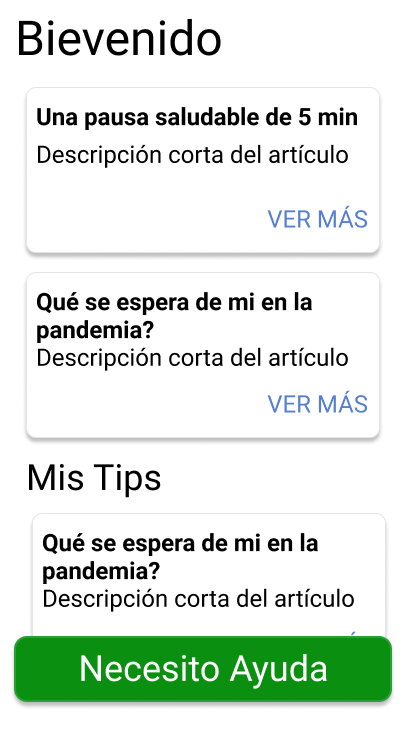 Bievenido
Una pausa saludable de 5 min
Descripción corta del artículo
VER MÁS
Qué se espera de mi en la
pandemia?
Descripción corta del artículo
VER MÁS
Mis Tips
Qué se espera de mi en la
pandemia?
Descripción corta del artículo
Necesito Ayuda